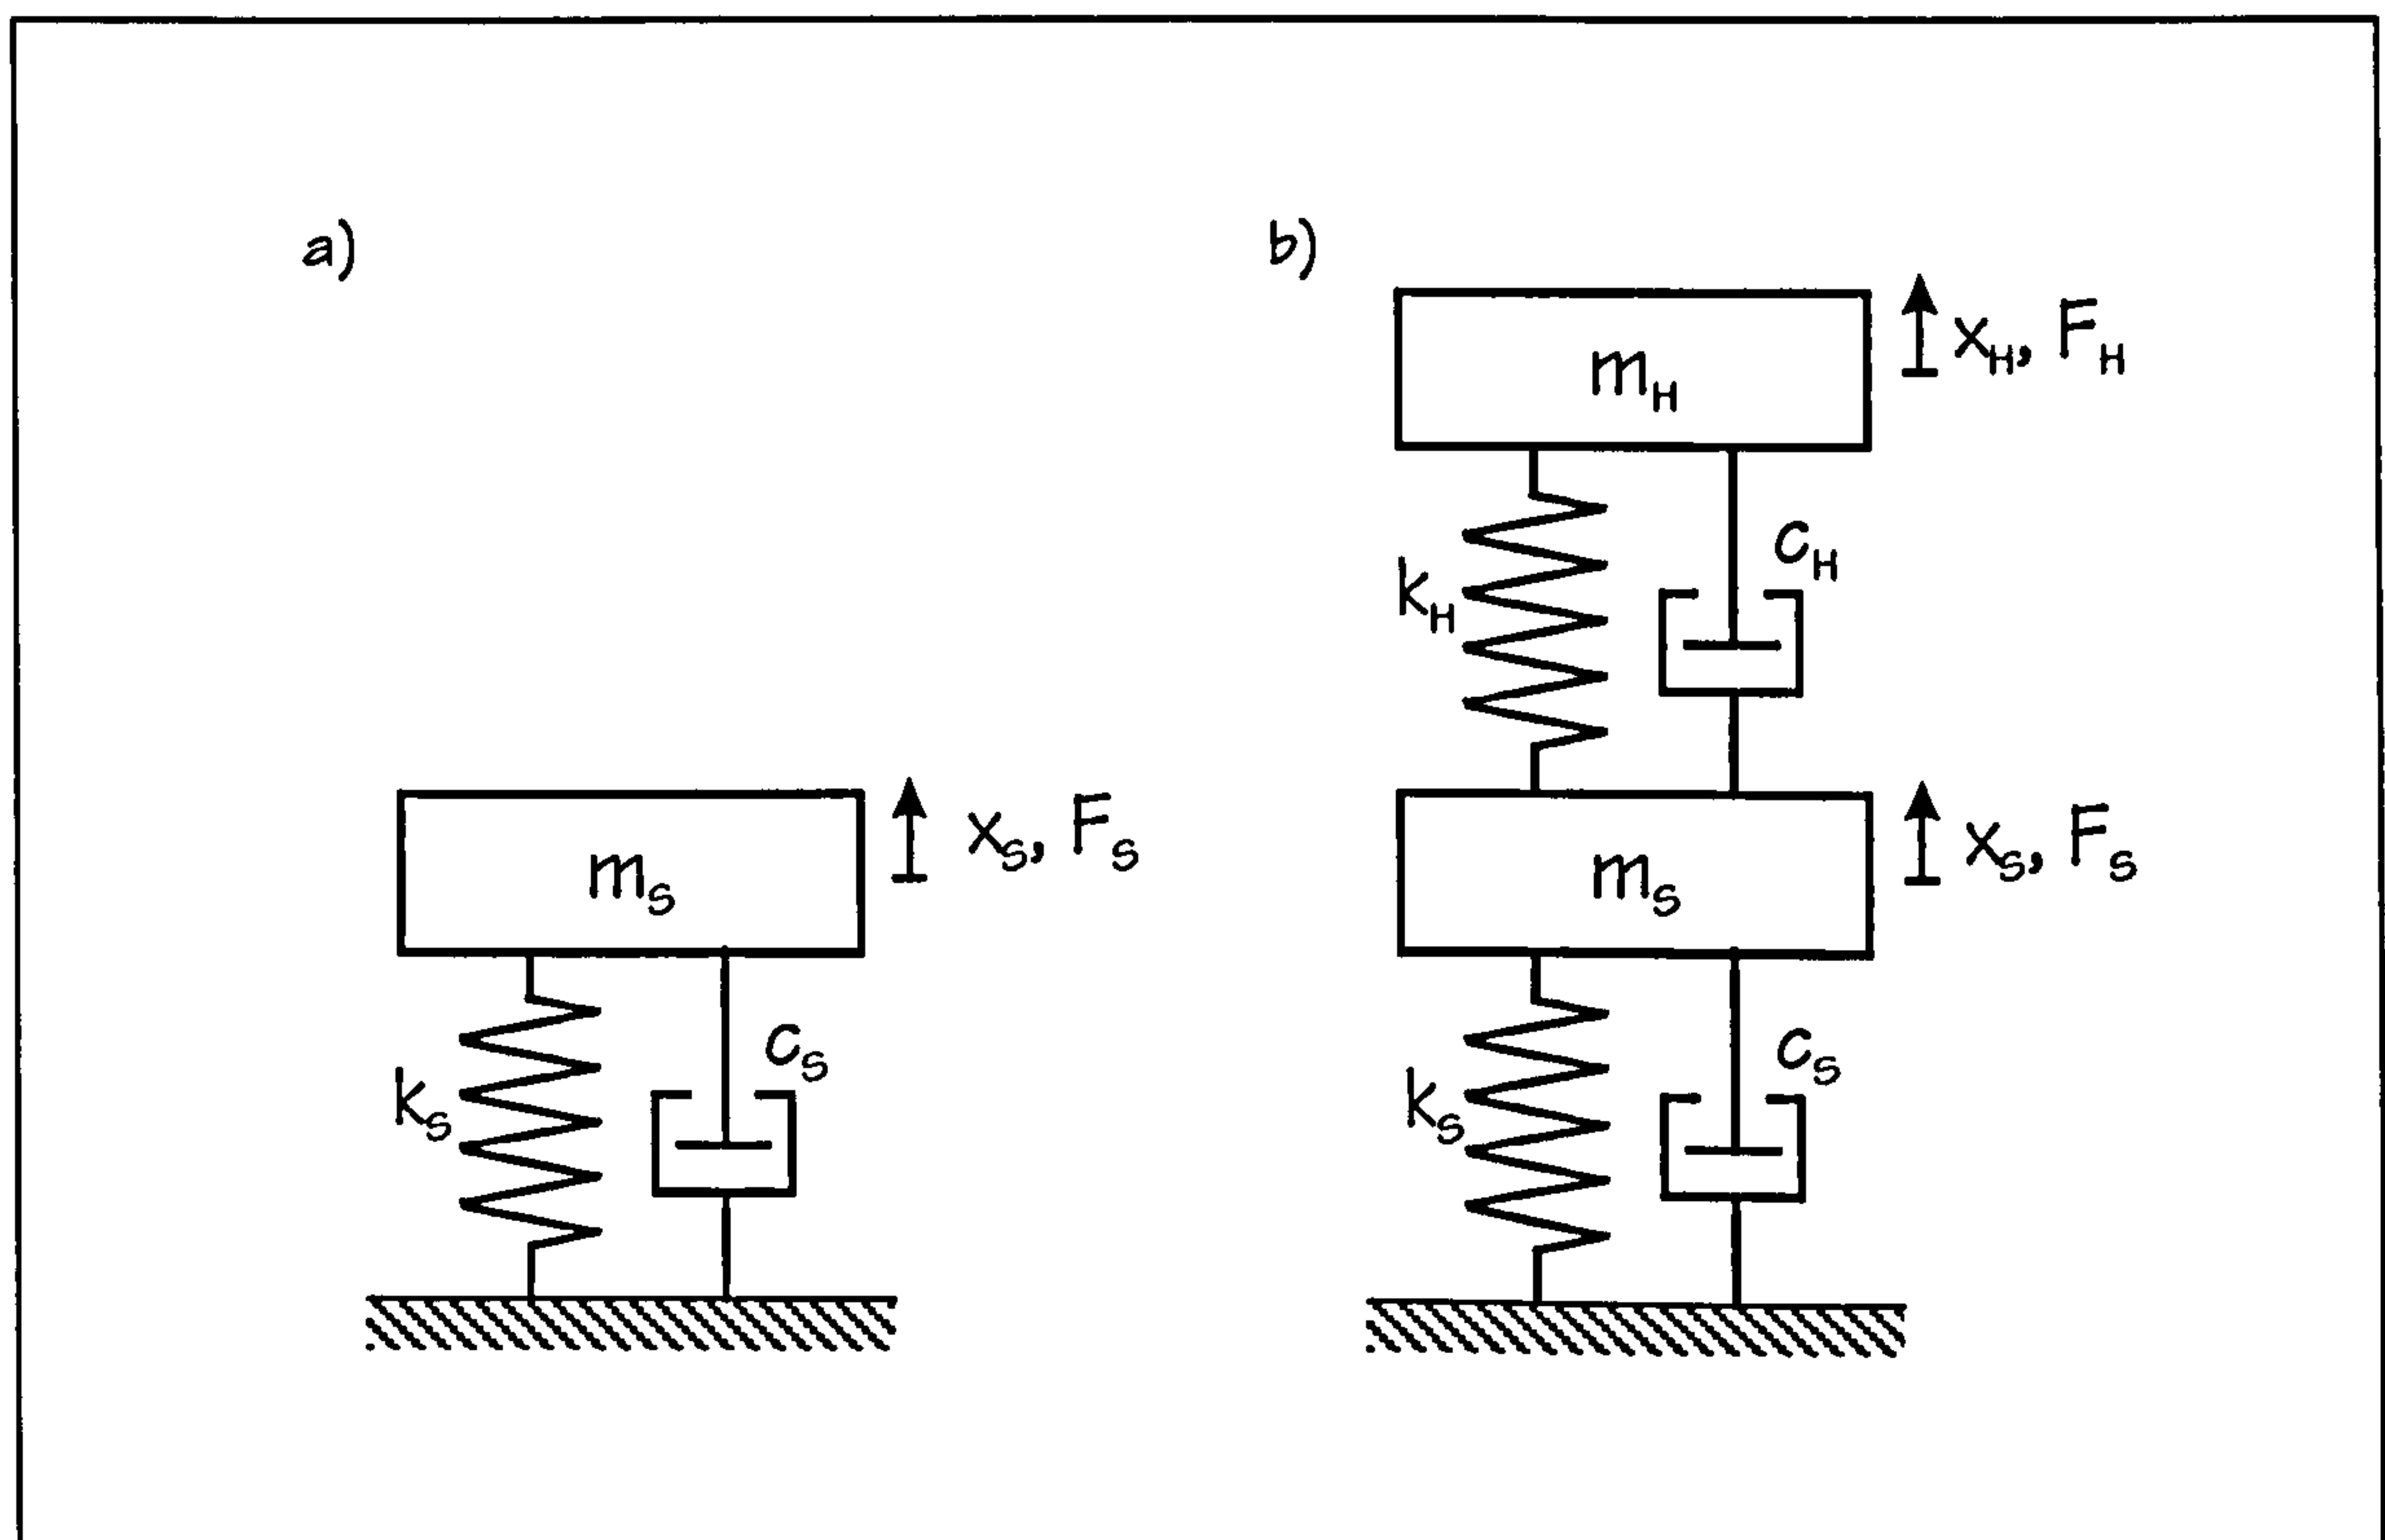 a)
b)
m_H
x_H, F_H
k_H
c_H
m_S
x_S, F_S
m_S
x_S, F_S
k_S
c_S
k_S
c_S